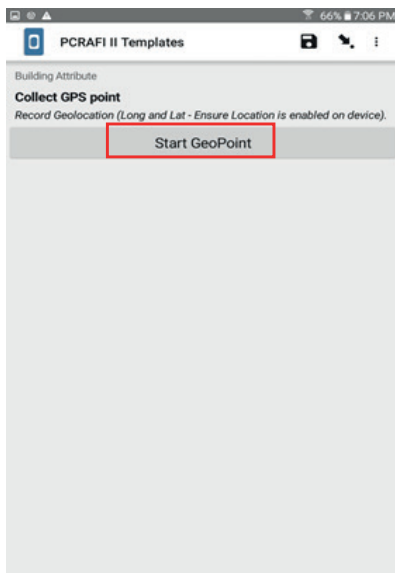 66% 7:06 PM
PCRAFI II Templates
Building Attribute
Collect GPS point
Record Geolocation (Long and Lat - Ensure Location is enabled on device).
Start GeoPoint